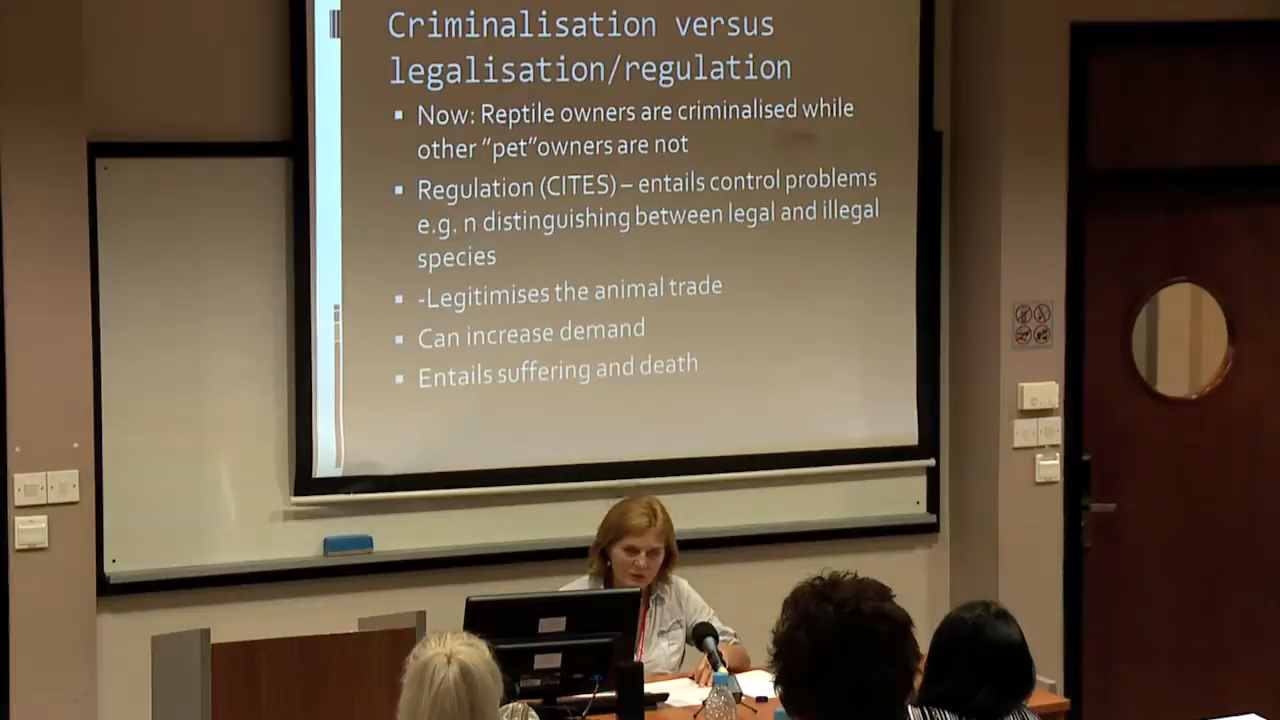 Criminalisation versus
legalisation/regulation
Now: Reptile owners are criminalised while
other “pet”owners are not
Regulation (CITES) – entails control problems
e.g. n distinguishing between legal and illegal
species
-Legitimises the animal trade
Can increase demand
Entails suffering and death